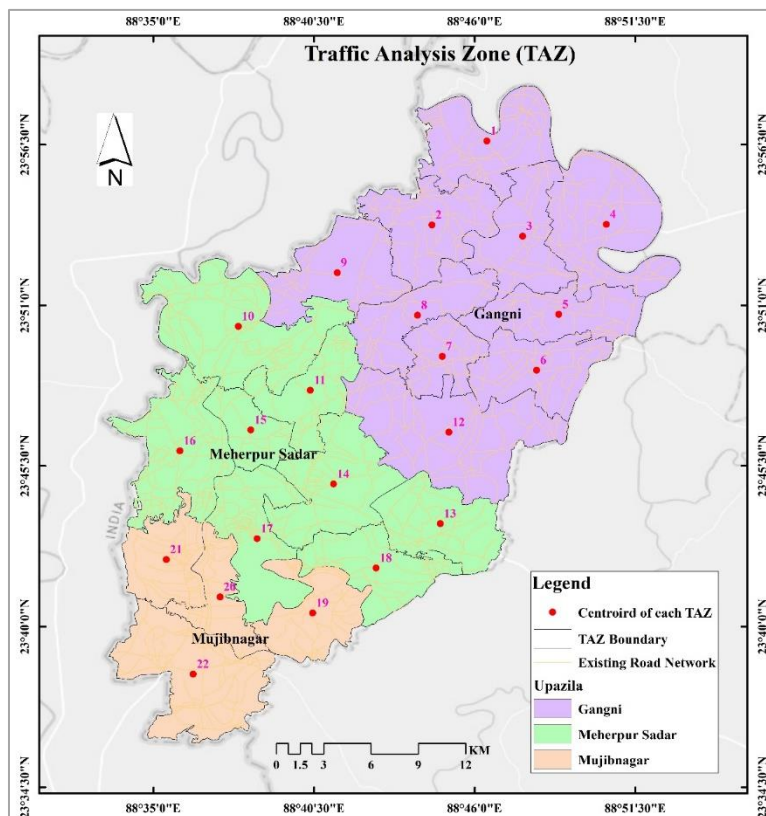 88°35'0"E 88°40'30"E 88°46'0"E 88°51'30"E
Traffic Analysis Zone (TAZ)
23°56'30"N 23°56'30"N
N
1
2 3 4
9
23°51'0"N 23°51'0"N
8 Gangni 5
10
7 6
11
15 12
16 Meherpur Sadar
23°45'30"N 23°45'30"N
14
INDIA
13
17
21 18
20 19
23°40'0"N 23°40'0"N
Mujibnagar
22
Legend
Centroird of each TAZ
TAZ Boundary
Existing Road Network
Upazila
Gangni
Meherpur Sadar
Mujibnagar
KM
0 1.5 3 6 9 12
23°34'30"N 23°34'30"N
88°35'0"E 88°40'30"E 88°46'0"E 88°51'30"E